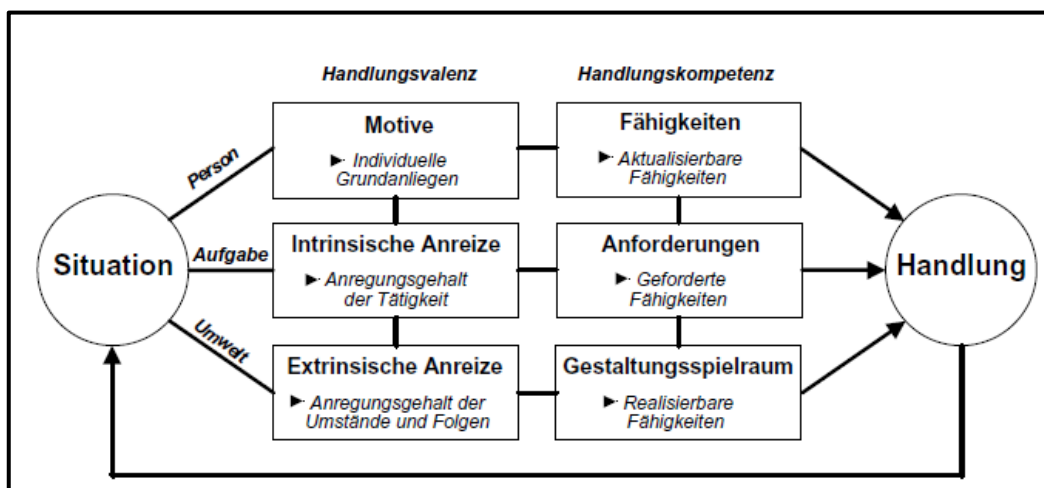 Handlungsvalenz
Handlungskompetenz
Motive
► Individuelle
Grundanliegen
Fähigkeiten
► Aktualisierbare
Fähigkeiten
Person
Situation
Aufgabe
Intrinsische Anreize
► Anregungsgehalt
der Tätigkeit
Anforderungen
► Geforderte
Fähigkeiten
Handlung
Umwelt
Extrinsische Anreize
► Anregungsgehalt der
Umstände und Folgen
Gestaltungsspielraum
► Realisierbare
Fähigkeiten